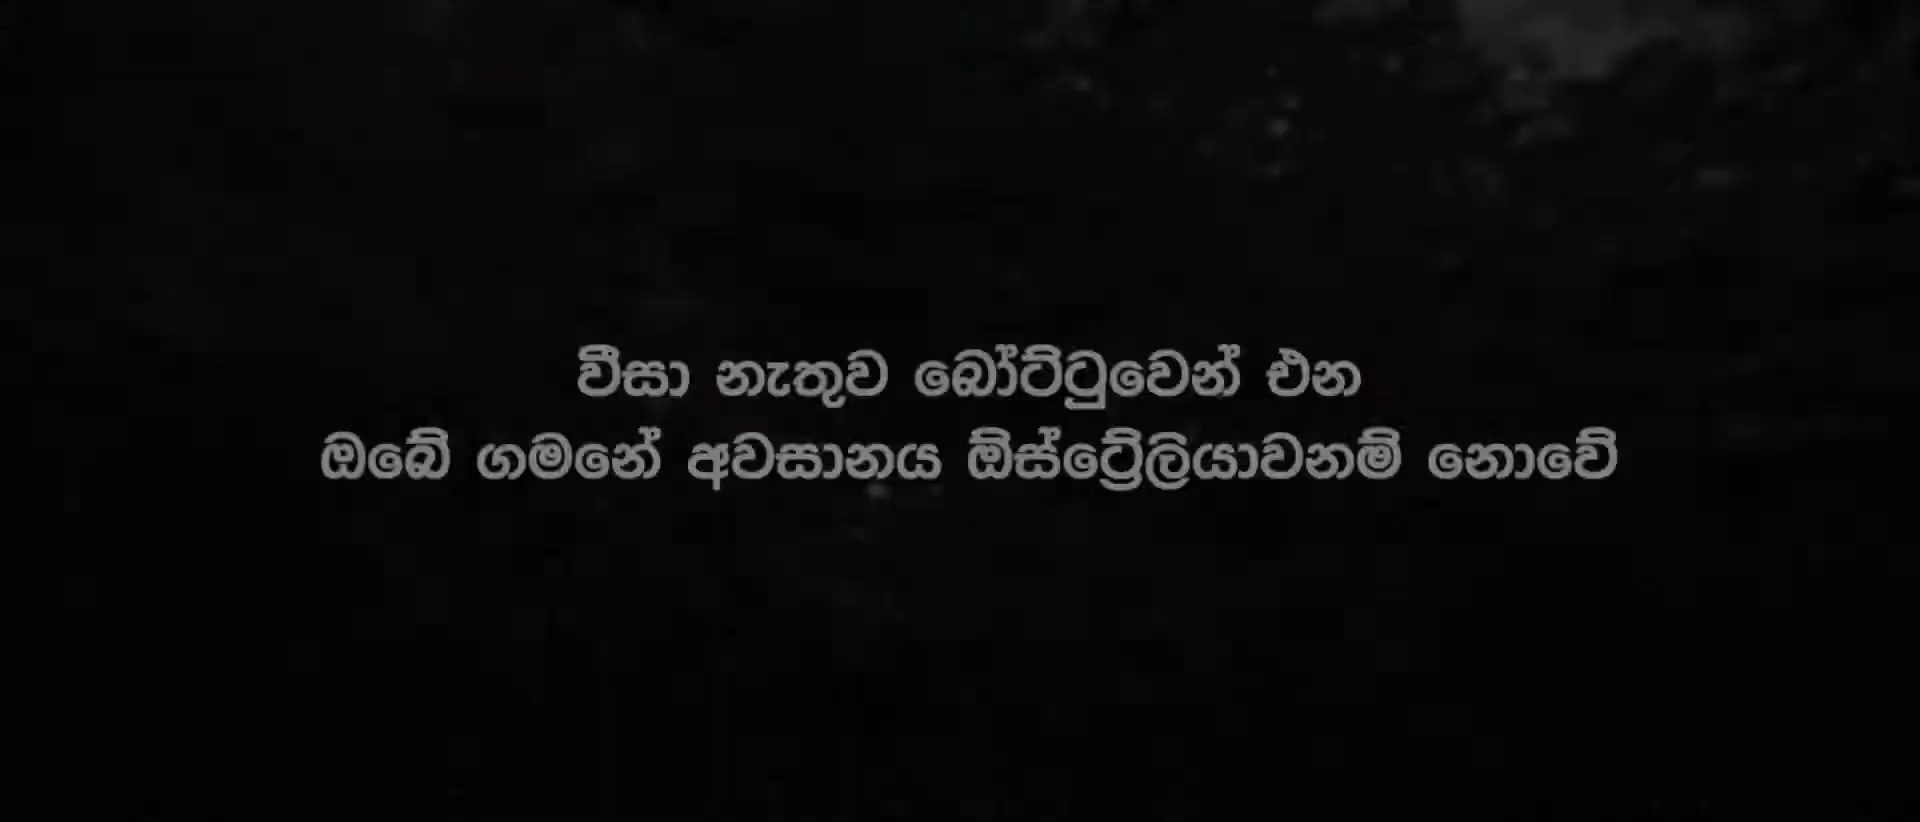 වීසා නැතුව බෝට්ටුවෙන් එන
ඔබේ ගමනේ අවසානය ඕස්ට්‍රේලියාවනම් නොවේ